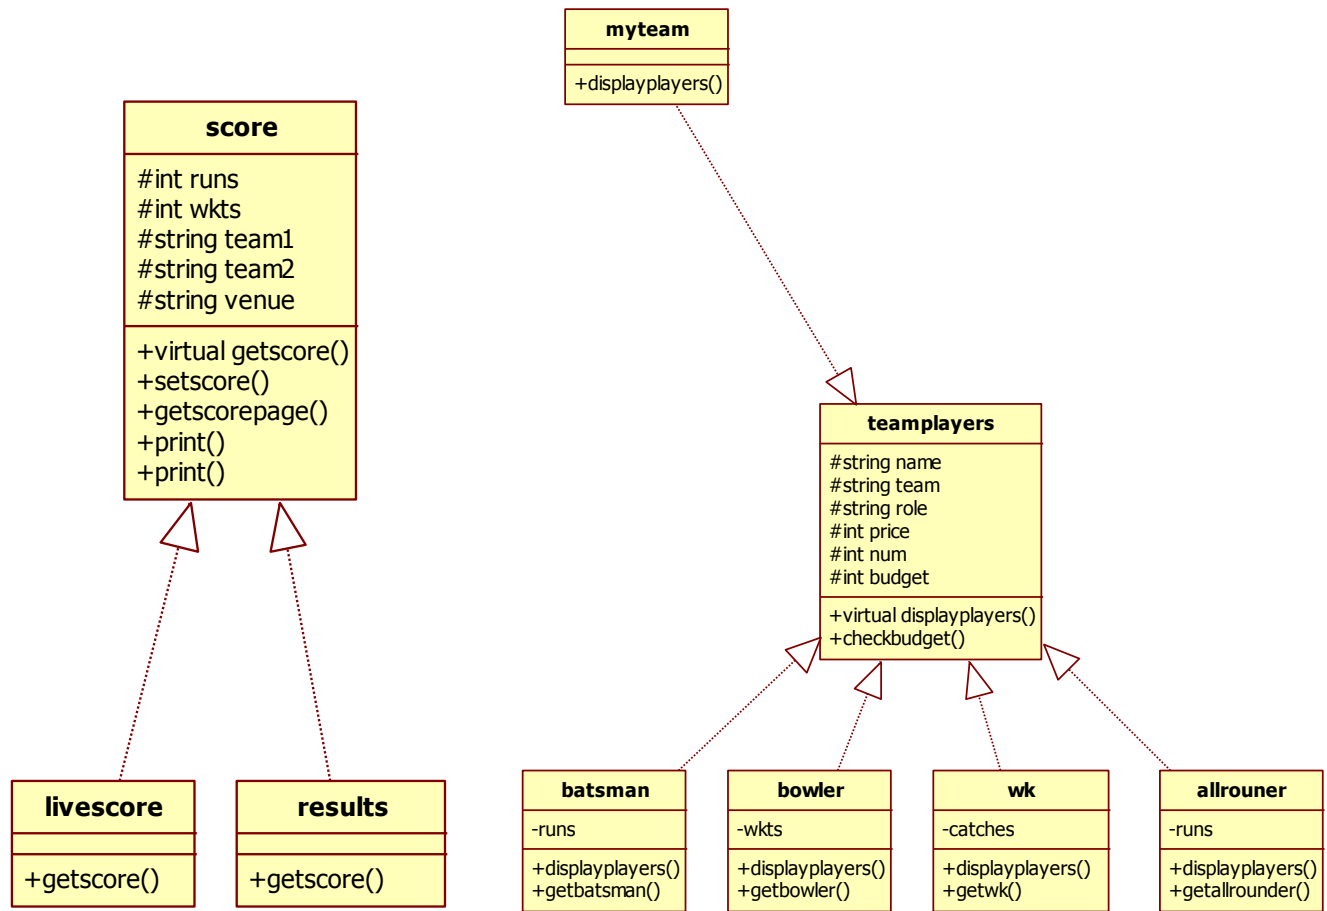 myteam
+displayplayers()
score
#int runs
#int wkts
#string team1
#string team2
#string venue
+virtual getscore()
+setscore()
+getscorepage()
+print()
+print()
teamplayers
#string name
#string team
#string role
#int price
#int num
#int budget
+virtual displayplayers()
+checkbudget()
livescore
+getscore()
results
+getscore()
batsman
-runs
+displayplayers()
+getbatsman()
bowler
-wkts
+displayplayers()
+getbowler()
wk
-catches
+displayplayers()
+getwk()
allrouner
-runs
+displayplayers()
+getallrounder()